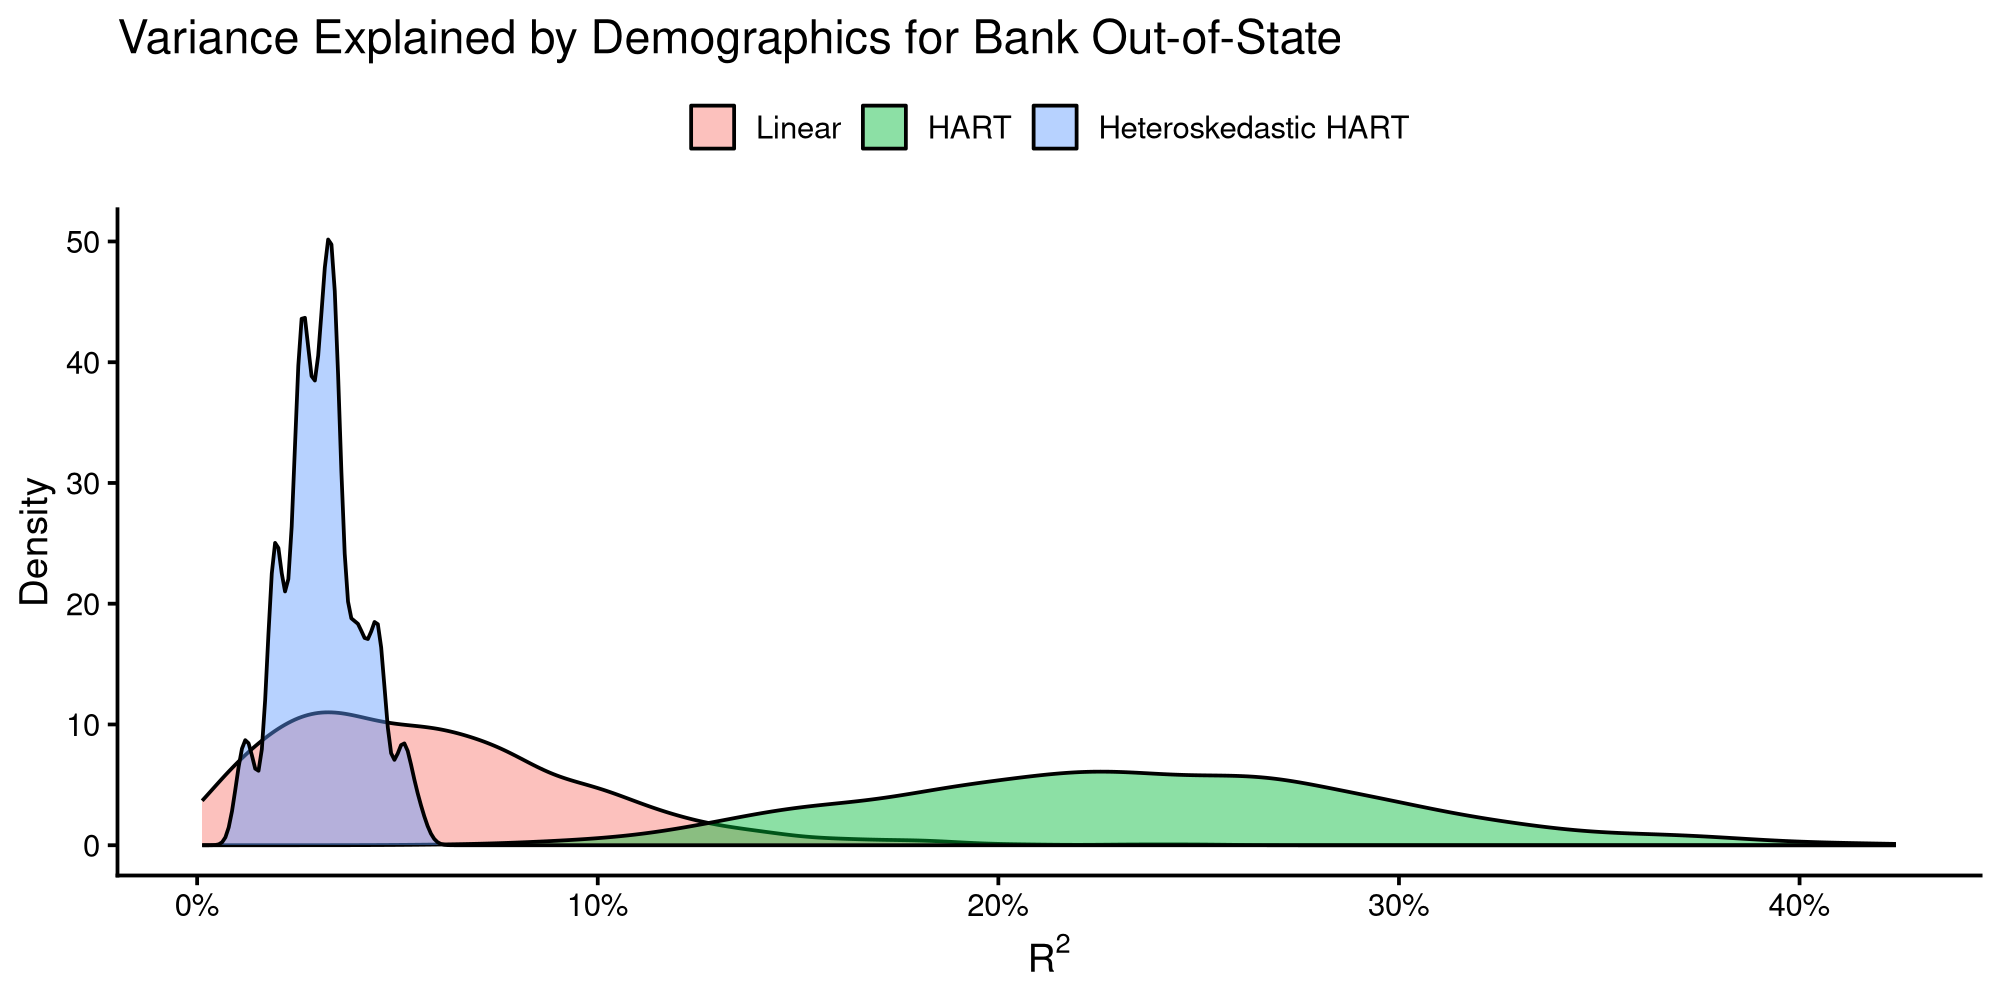 Variance Explained by Demographics for Bank Out-of-State
Linear HART Heteroskedastic HART
50
40
30
20
10
0
Density
0% 10% 20% 30% 40%
R²